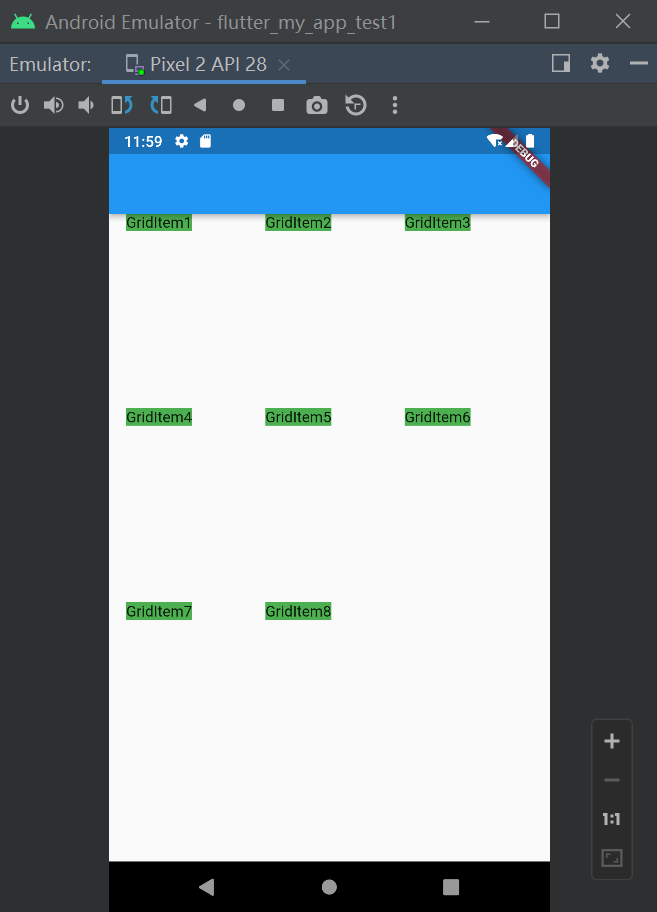 Android Emulator - flutter_my_app_test1
Emulator: Pixel 2 API 28
11:59
DEBUG
GridItem1 GridItem2 GridItem3
GridItem4 GridItem5 GridItem6
GridItem7 GridItem8
1:1